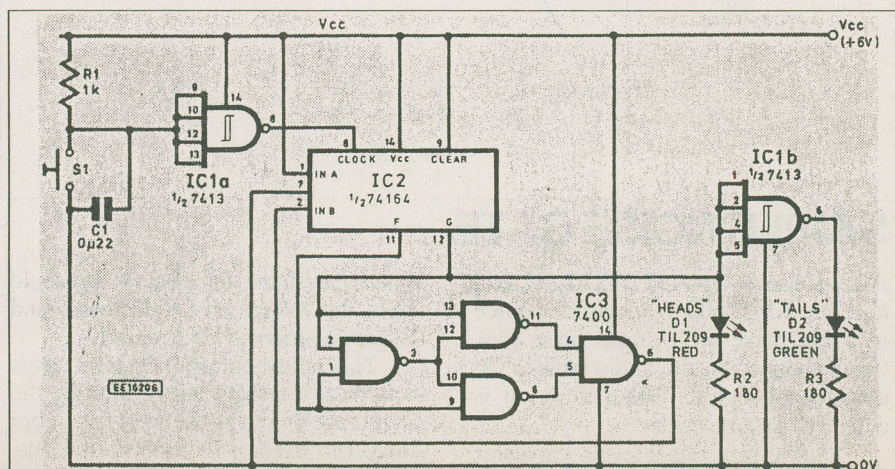 Vcc
Vcc
(+6V)
R1
1k
9
10
12
13
14
8
IC1a
1/2 7413
S1
C1
0µ22
8
14
9
CLOCK
Vcc
CLEAR
1
IN A
7
2
IN B
IC2
1/2 74164
F
G
11
12
IC1b
1/2 7413
1
2
4
5
6
7
13
12
11
2
1
3
10
9
8
IC3
7400
14
4
5
6
7
"HEADS"
D1
TIL209
RED
"TAILS"
D2
TIL209
GREEN
R2
180
R3
180
EE1620G
0V